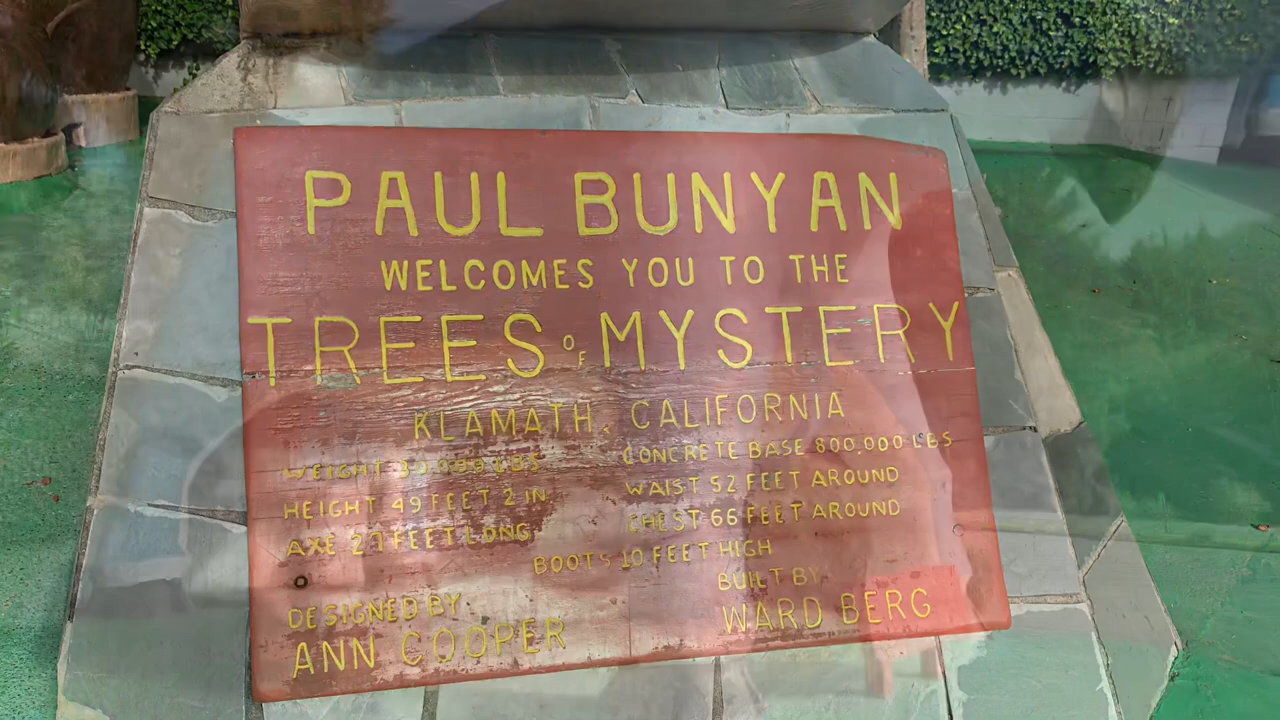 PAUL BUNYAN
WELCOMES YOU TO THE
TREES OF MYSTERY
KLAMATH, CALIFORNIA
WEIGHT 30,000 LBS
HEIGHT 49 FEET 2 IN.
AXE 27 FEET LONG
CONCRETE BASE 800,000 LBS
WAIST 52 FEET AROUND
CHEST 66 FEET AROUND
BOOTS 10 FEET HIGH
DESIGNED BY
ANN COOPER
BUILT BY
WARD BERG